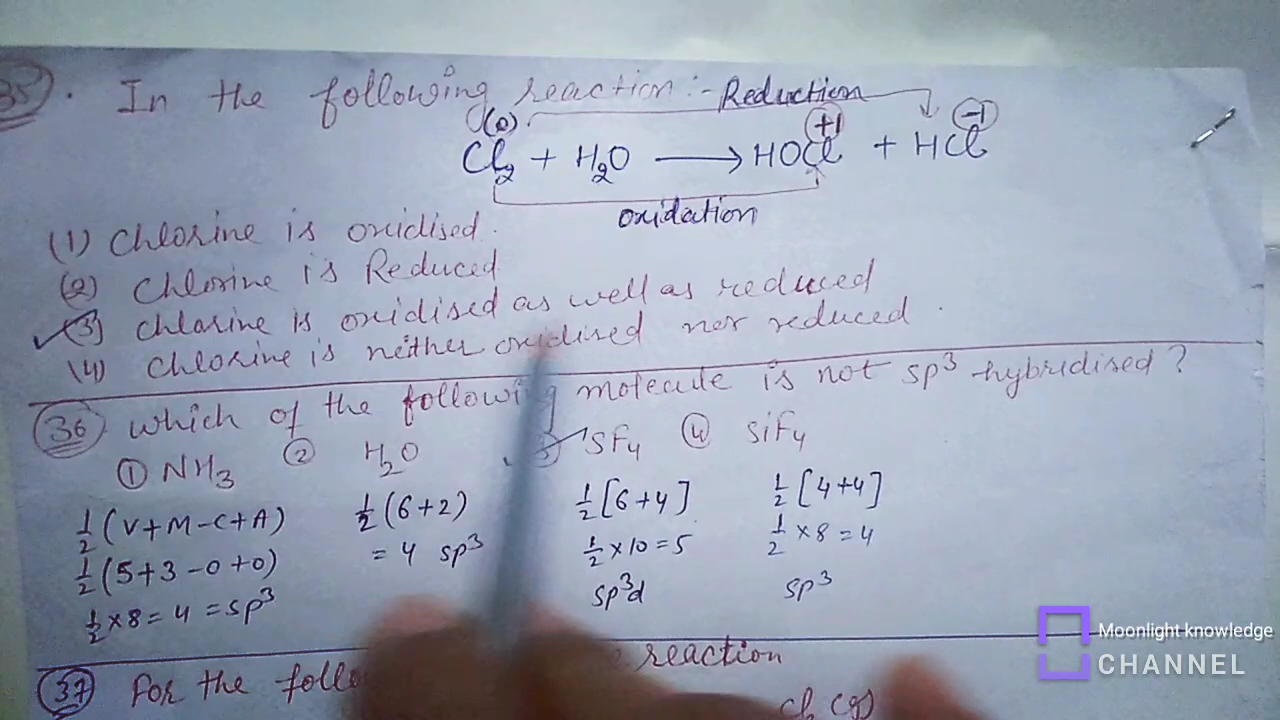 35. In the following reaction:- Reduction
(0) +1 -1
Cl2 + H2O ⟶ HOCl + HCl
oxidation
(1) Chlorine is oxidised.
(2) Chlorine is Reduced
(3) Chlorine is oxidised as well as reduced
(4) Chlorine is neither oxidised nor reduced.
36 which of the following molecule is not sp³ hybridised?
① NH3 ② H2O SF4 ④ SiF4
½(V+M-C+A) ½(6+2) ½[6+4] ½[4+4]
½(5+3-0+0) = 4 sp³ ½×10=5 ½×8=4
½×8=4=sp³ sp³d sp³
37 For the reaction
Moonlight knowledge
CHANNEL